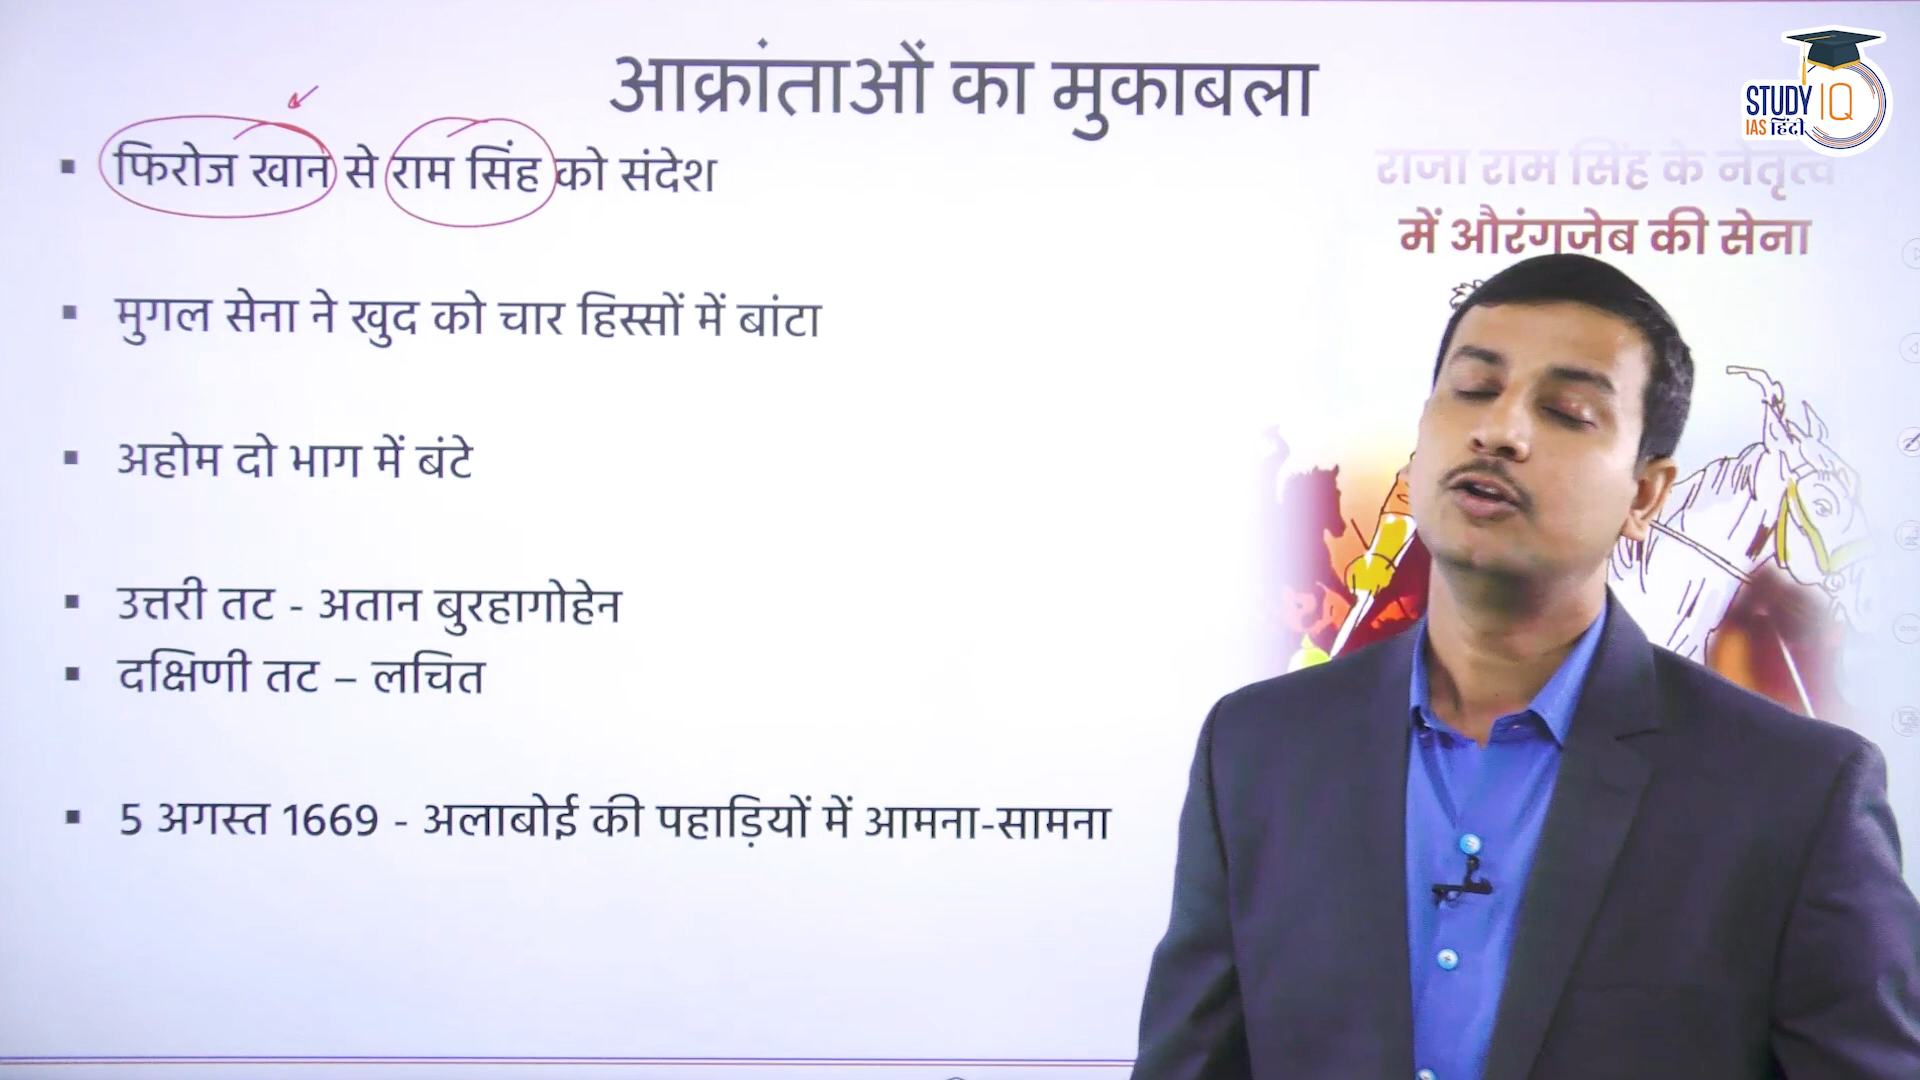 आक्रांताओं का मुकाबला
STUDY IQ
IAS हिंदी
▪ फिरोज खान से राम सिंह को संदेश
राजा राम सिंह के नेतृत्व
में औरंगजेब की सेना
▪ मुगल सेना ने खुद को चार हिस्सों में बांटा
▪ अहोम दो भाग में बंटे
▪ उत्तरी तट - अतान बुरहागोहेन
▪ दक्षिणी तट – लचित
▪ 5 अगस्त 1669 - अलाबोई की पहाड़ियों में आमना-सामना